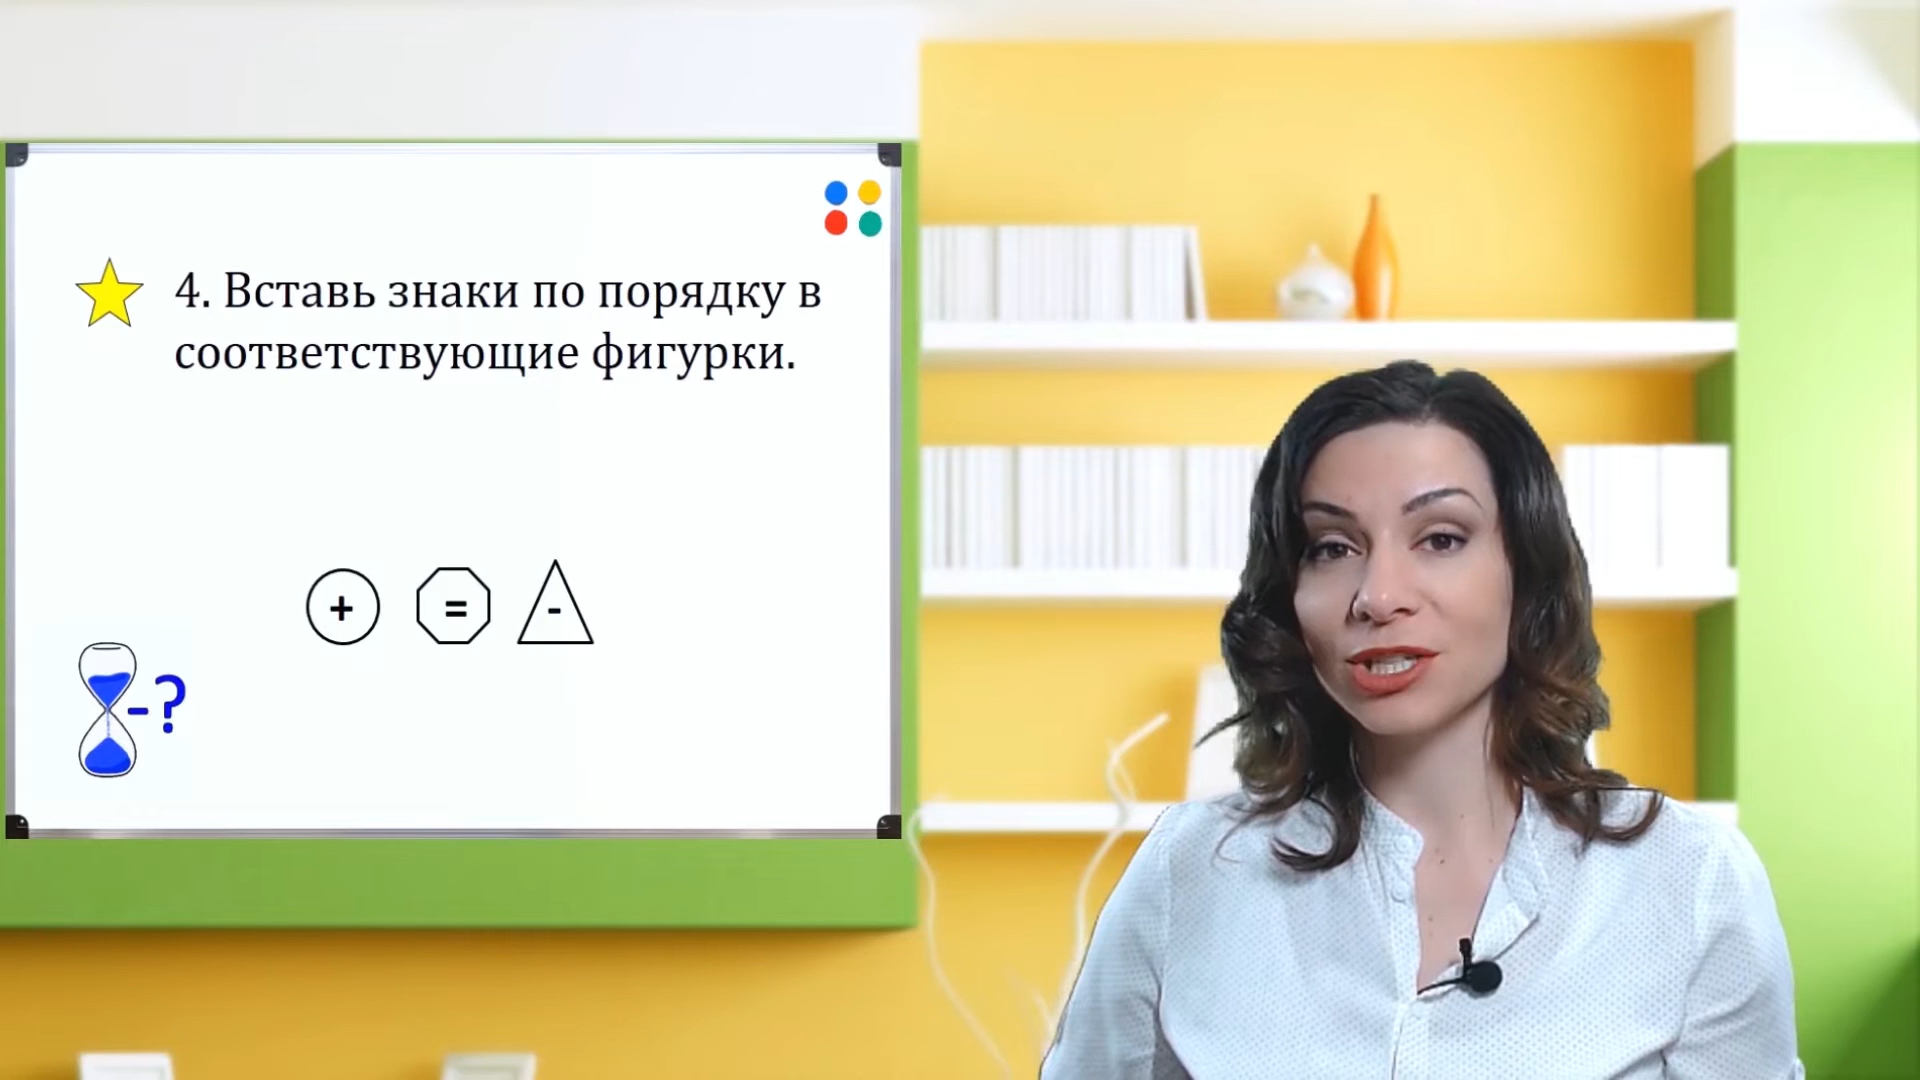 4. Вставь знаки по порядку в
соответствующие фигурки.
+ = -
-?